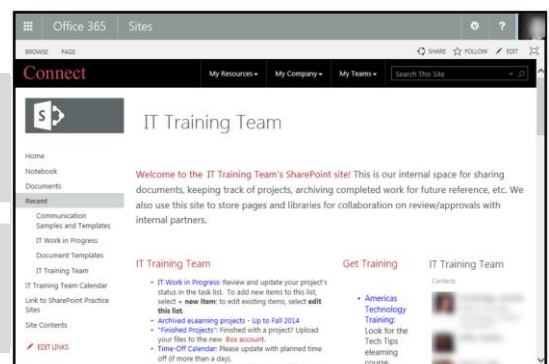 Office 365 Sites
?
BROWSE PAGE SHARE FOLLOW EDIT
Connect My Resources My Company My Teams Search This Site
S
IT Training Team
Home
Notebook
Documents
Recent
Communication
Samples and Templates
IT Work in Progress
Document Templates
IT Training Team
IT Training Team Calendar
Link to SharePoint Practice
Sites
Site Contents
EDIT LINKS
Welcome to the IT Training Team's SharePoint site! This is our internal space for sharing
documents, keeping track of projects, archiving completed work for future reference, etc. We
also use this site to store pages and libraries for collaboration on review/approvals with
internal partners.
IT Training Team
• IT Work in Progress: Review and update your project's
status in the task list. To add new items to this list,
select + new item; to edit existing items, select edit
this list.
• Archived eLearning projects - Up to Fall 2014
• "Finished Projects": Finished with a project? Upload
your files to the new Box account.
• Time-Off Calendar: Please update with planned time
off (if more than a day).
Get Training
• Americas
Technology
Training:
Look for the
Tech Tips
elearning
course
IT Training Team
Contacts